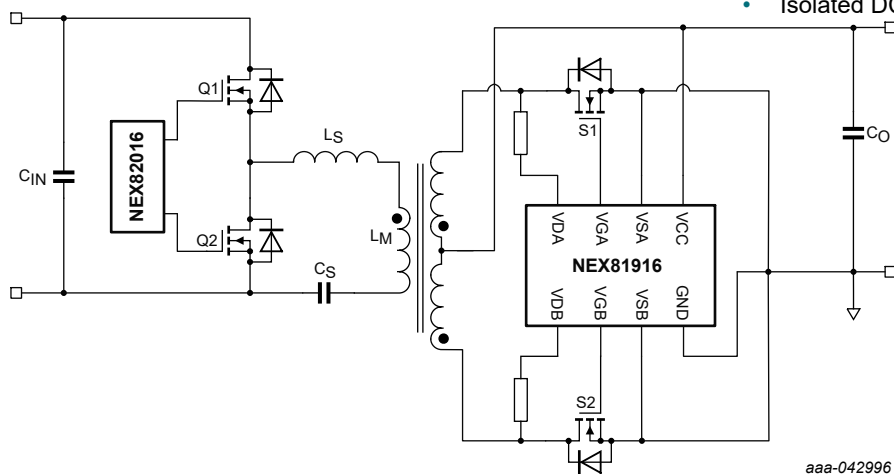 • Isolated DC
Q1
S1
LS
CO
CIN
NEX82016
VDA
VGA
VSA
VCC
Q2
LM
NEX81916
CS
VDB
VGB
VSB
GND
S2
aaa-042996